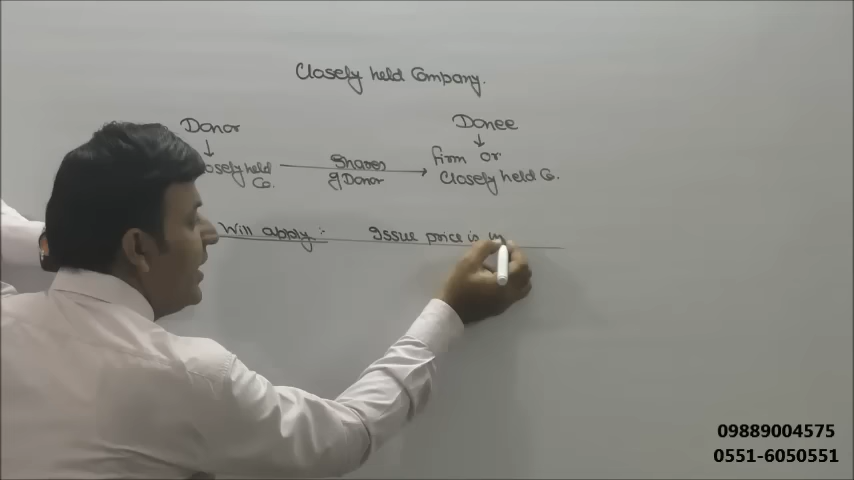 Closely held Company.
Donor
Donee
↓
↓
osely held
Co.
Shares
of Donor
firm or
Closely held Co.
Will apply :-
Issue price is
09889004575
0551-6050551